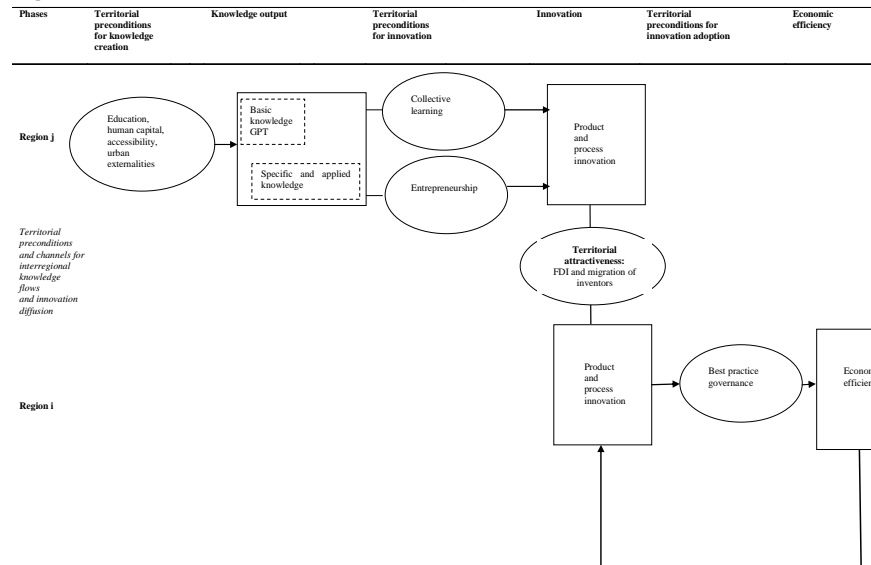 Phases
Territorial
preconditions
for knowledge
creation
Knowledge output
Territorial
preconditions
for innovation
Innovation
Territorial
preconditions for
innovation adoption
Economic
efficiency
Region j
Education,
human capital,
accessibility,
urban
externalities
Basic
knowledge
GPT
Specific and applied
knowledge
Collective
learning
Entrepreneurship
Product
and
process
innovation
Territorial
preconditions
and channels for
interregional
knowledge
flows
and innovation
diffusion
Territorial
attractiveness:
FDI and migration of
inventors
Region i
Product
and
process
innovation
Best practice
governance
Econo
efficien